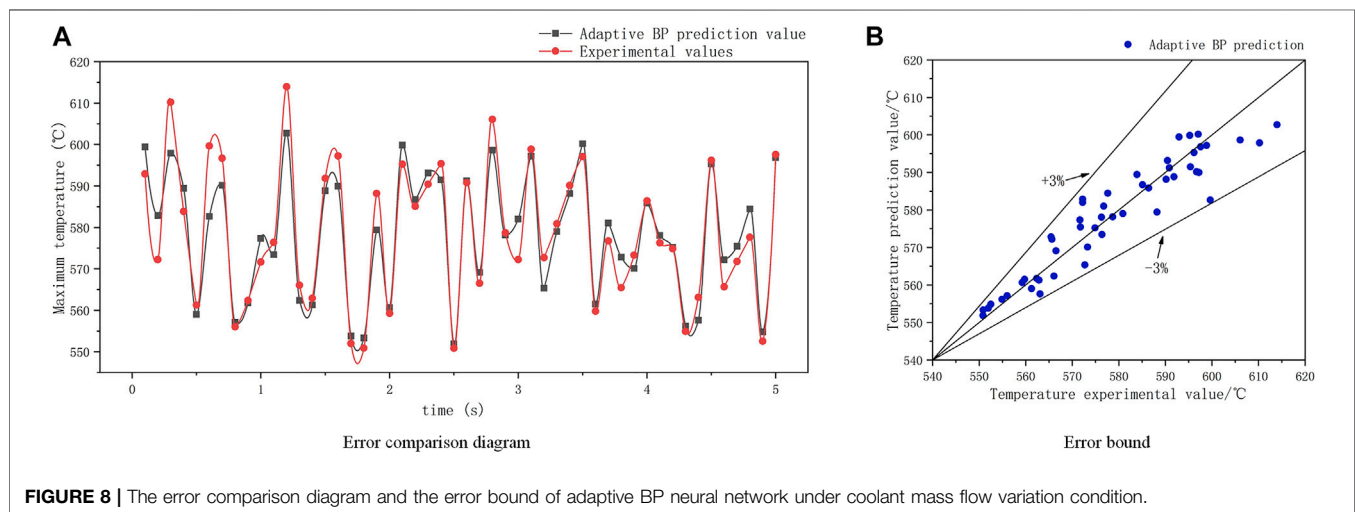 A
Adaptive BP prediction value
Experimental values
Maximum temperature (℃)
620
610
600
590
580
570
560
550
0
1
2
3
4
5
time (s)
Error comparison diagram
B
Adaptive BP prediction
Temperature prediction value/℃
620
610
600
590
580
570
560
550
540
+3%
−3%
540
550
560
570
580
590
600
610
620
Temperature experimental value/℃
Error bound
FIGURE 8 | The error comparison diagram and the error bound of adaptive BP neural network under coolant mass flow variation condition.